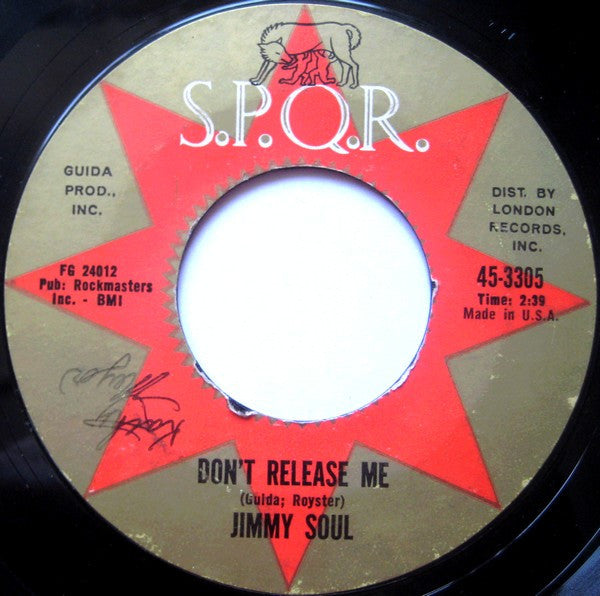 S.P.Q.R.
GUIDA
PROD.,
INC.
DIST. BY
LONDON
RECORDS,
INC.
FG 24012
Pub: Rockmasters
Inc. - BMI
45-3305
Time: 2:39
Made in U.S.A.
DON'T RELEASE ME
(Guida; Royster)
JIMMY SOUL